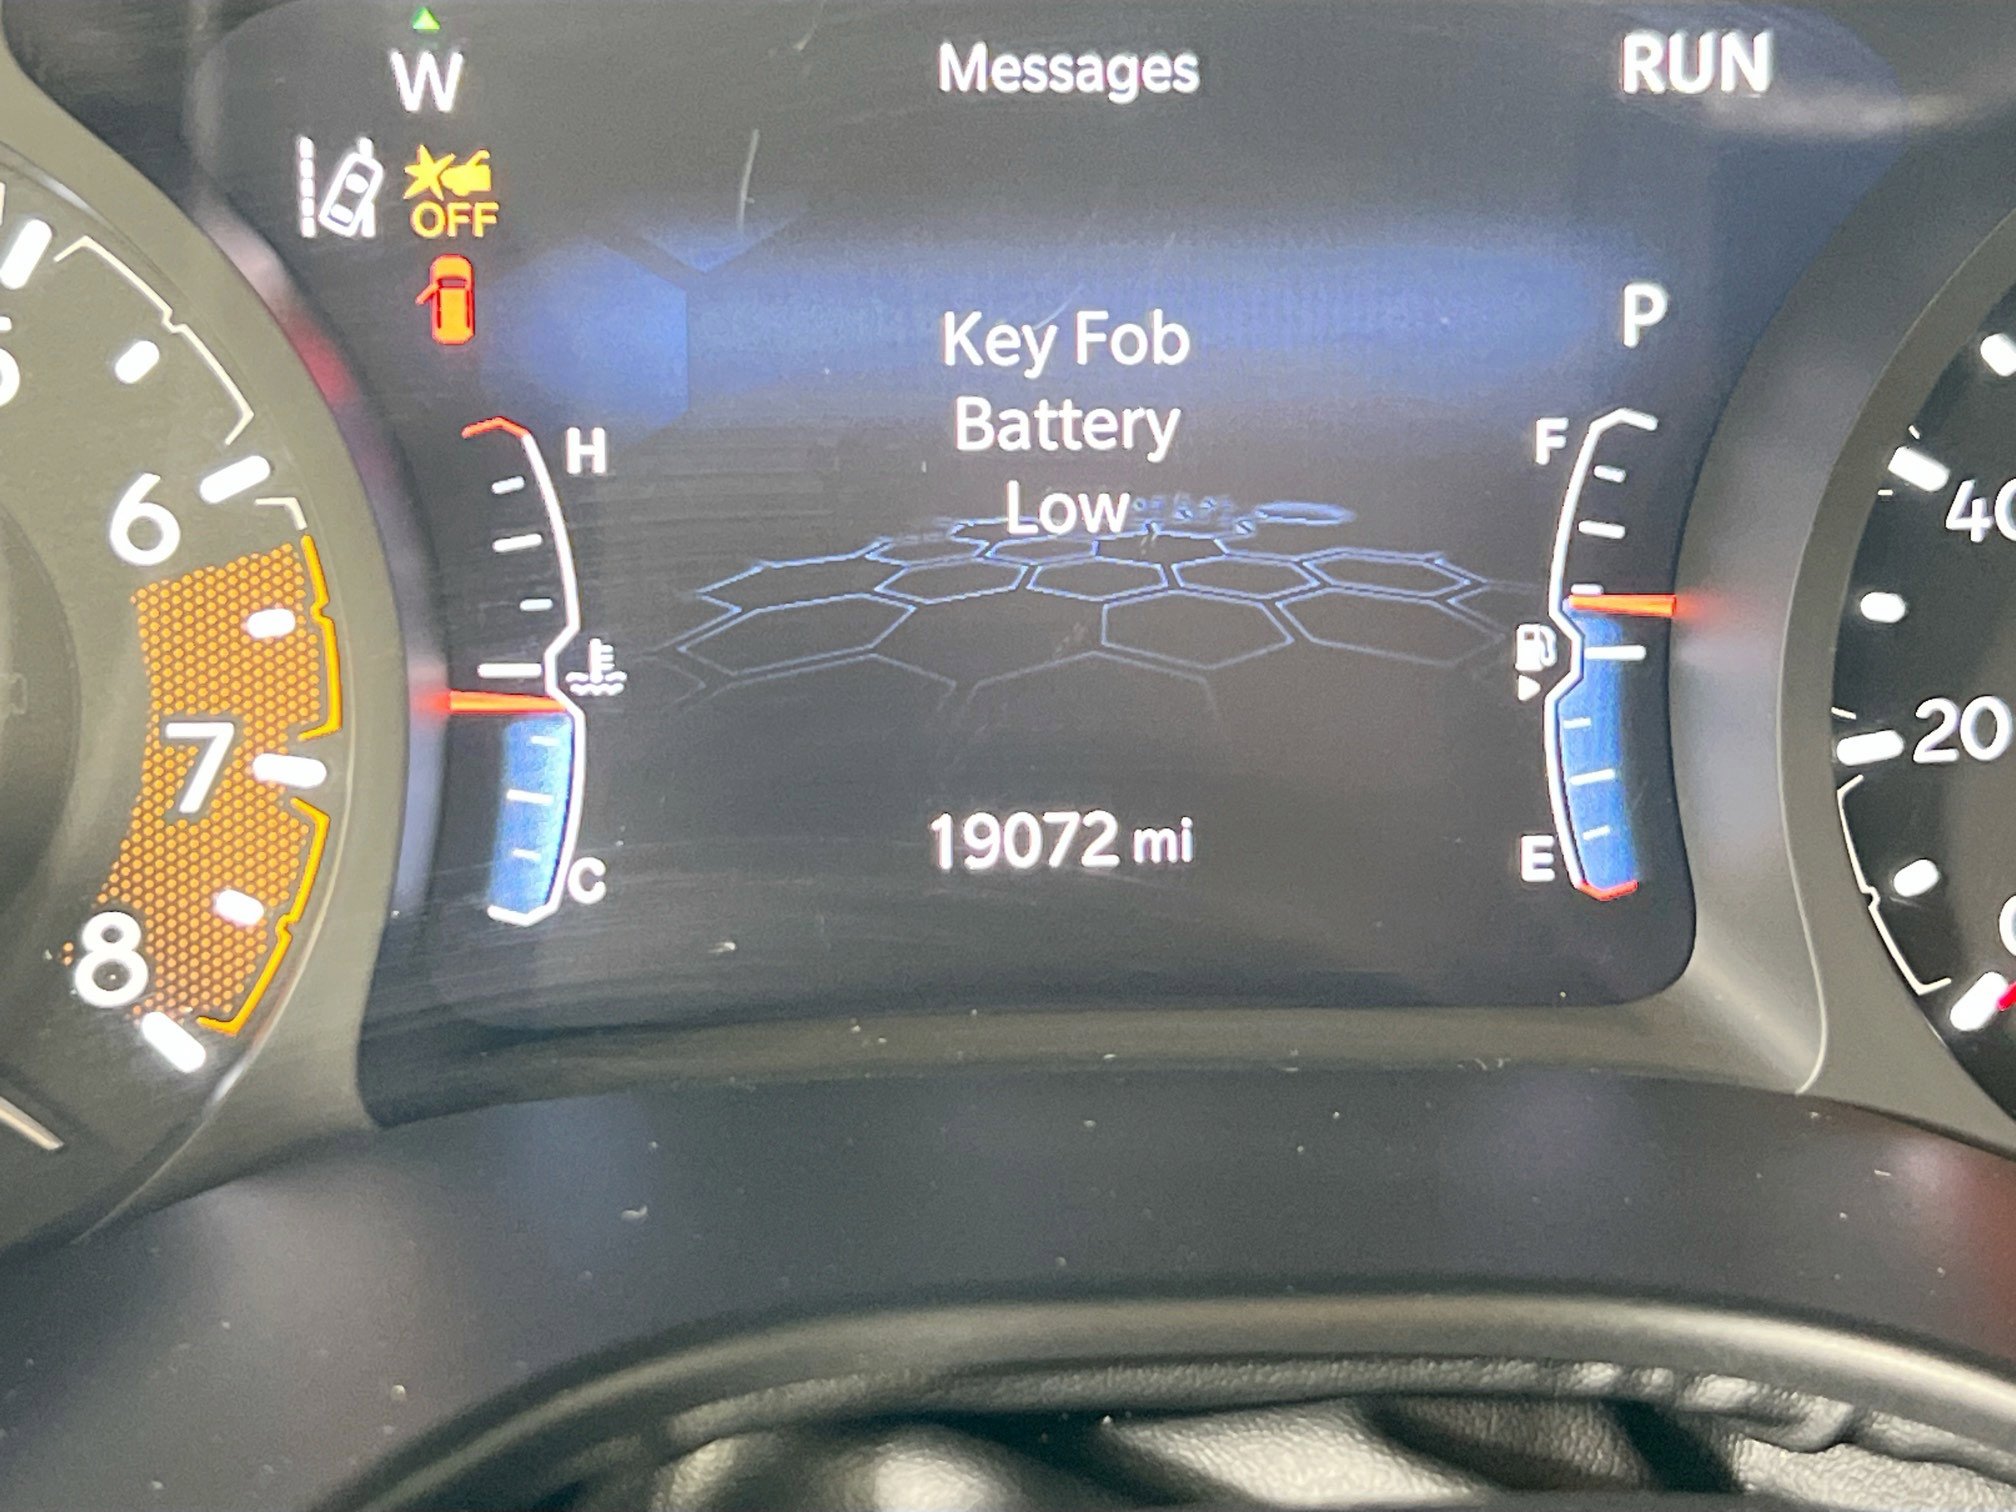 W Messages RUN
OFF
P
Key Fob
Battery
Low
H F
6
40
7
20
19072 mi
C E
8